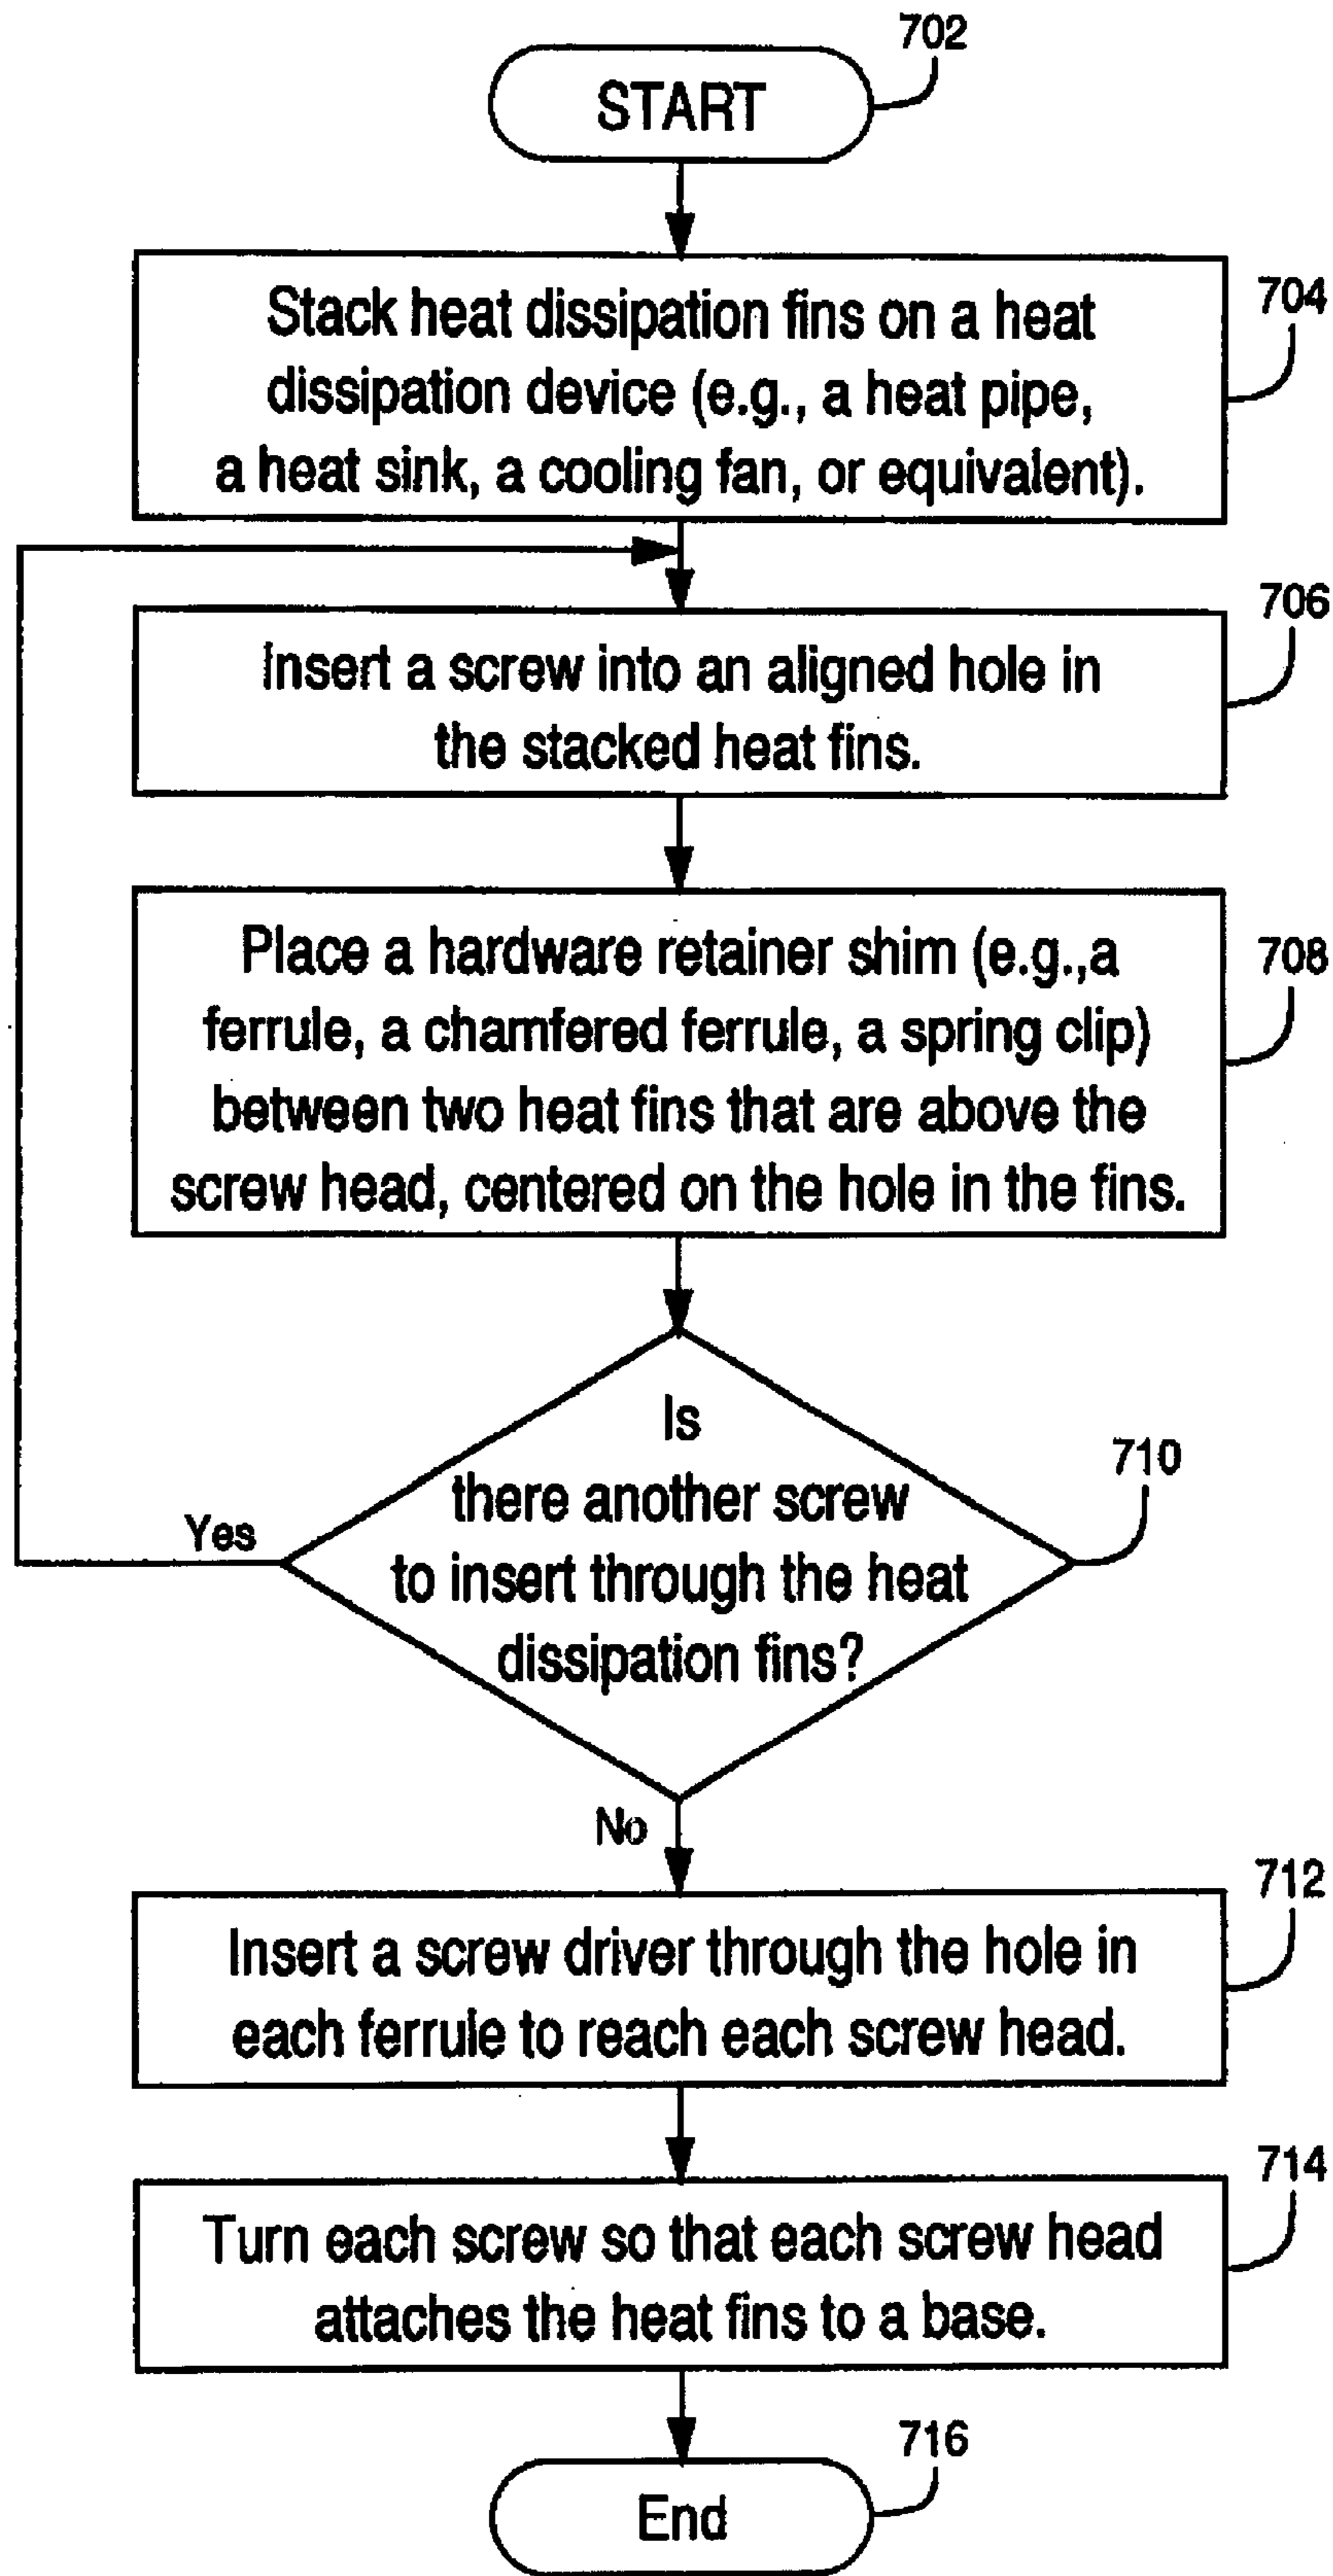 702
START
704
Stack heat dissipation fins on a heat
dissipation device (e.g., a heat pipe,
a heat sink, a cooling fan, or equivalent).
706
Insert a screw into an aligned hole in
the stacked heat fins.
708
Place a hardware retainer shim (e.g.,a
ferrule, a chamfered ferrule, a spring clip)
between two heat fins that are above the
screw head, centered on the hole in the fins.
710
Is
there another screw
to insert through the heat
dissipation fins?
Yes
No
712
Insert a screw driver through the hole in
each ferrule to reach each screw head.
714
Turn each screw so that each screw head
attaches the heat fins to a base.
716
End